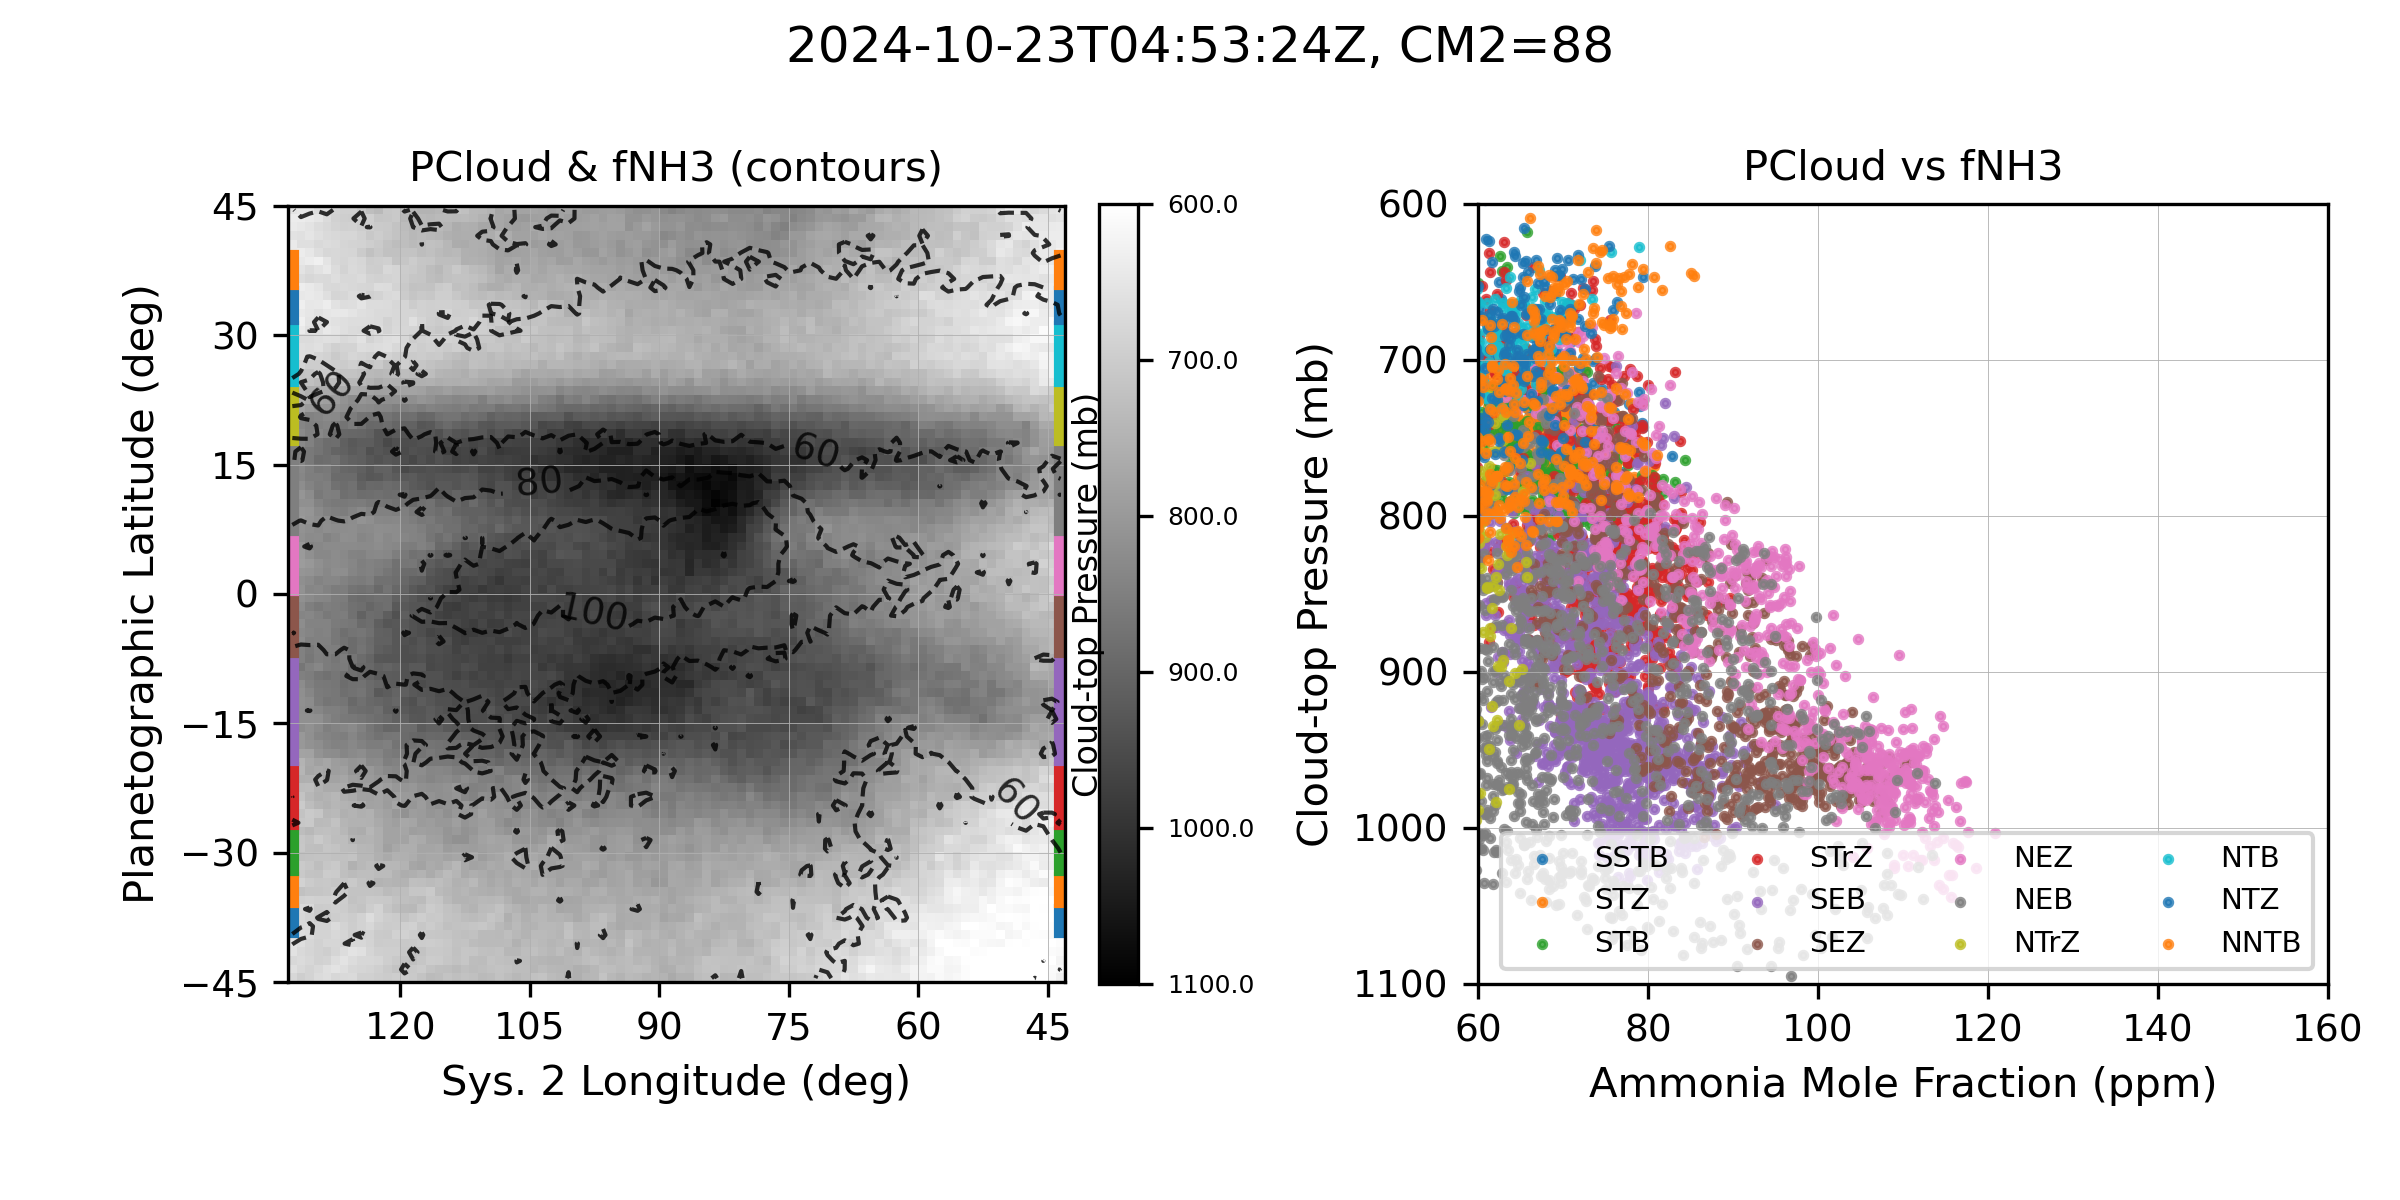 2024-10-23T04:53:24Z, CM2=88
PCloud & fNH3 (contours)
45
30
15
0
−15
−30
−45
Planetographic Latitude (deg)
120
105
90
75
60
45
Sys. 2 Longitude (deg)
60
80
60
100
60
600.0
700.0
800.0
900.0
1000.0
1100.0
Cloud-top Pressure (mb)
PCloud vs fNH3
600
700
800
900
1000
1100
Cloud-top Pressure (mb)
60
80
100
120
140
160
Ammonia Mole Fraction (ppm)
SSTB
STZ
STB
STrZ
SEB
SEZ
NEZ
NEB
NTrZ
NTB
NTZ
NNTB